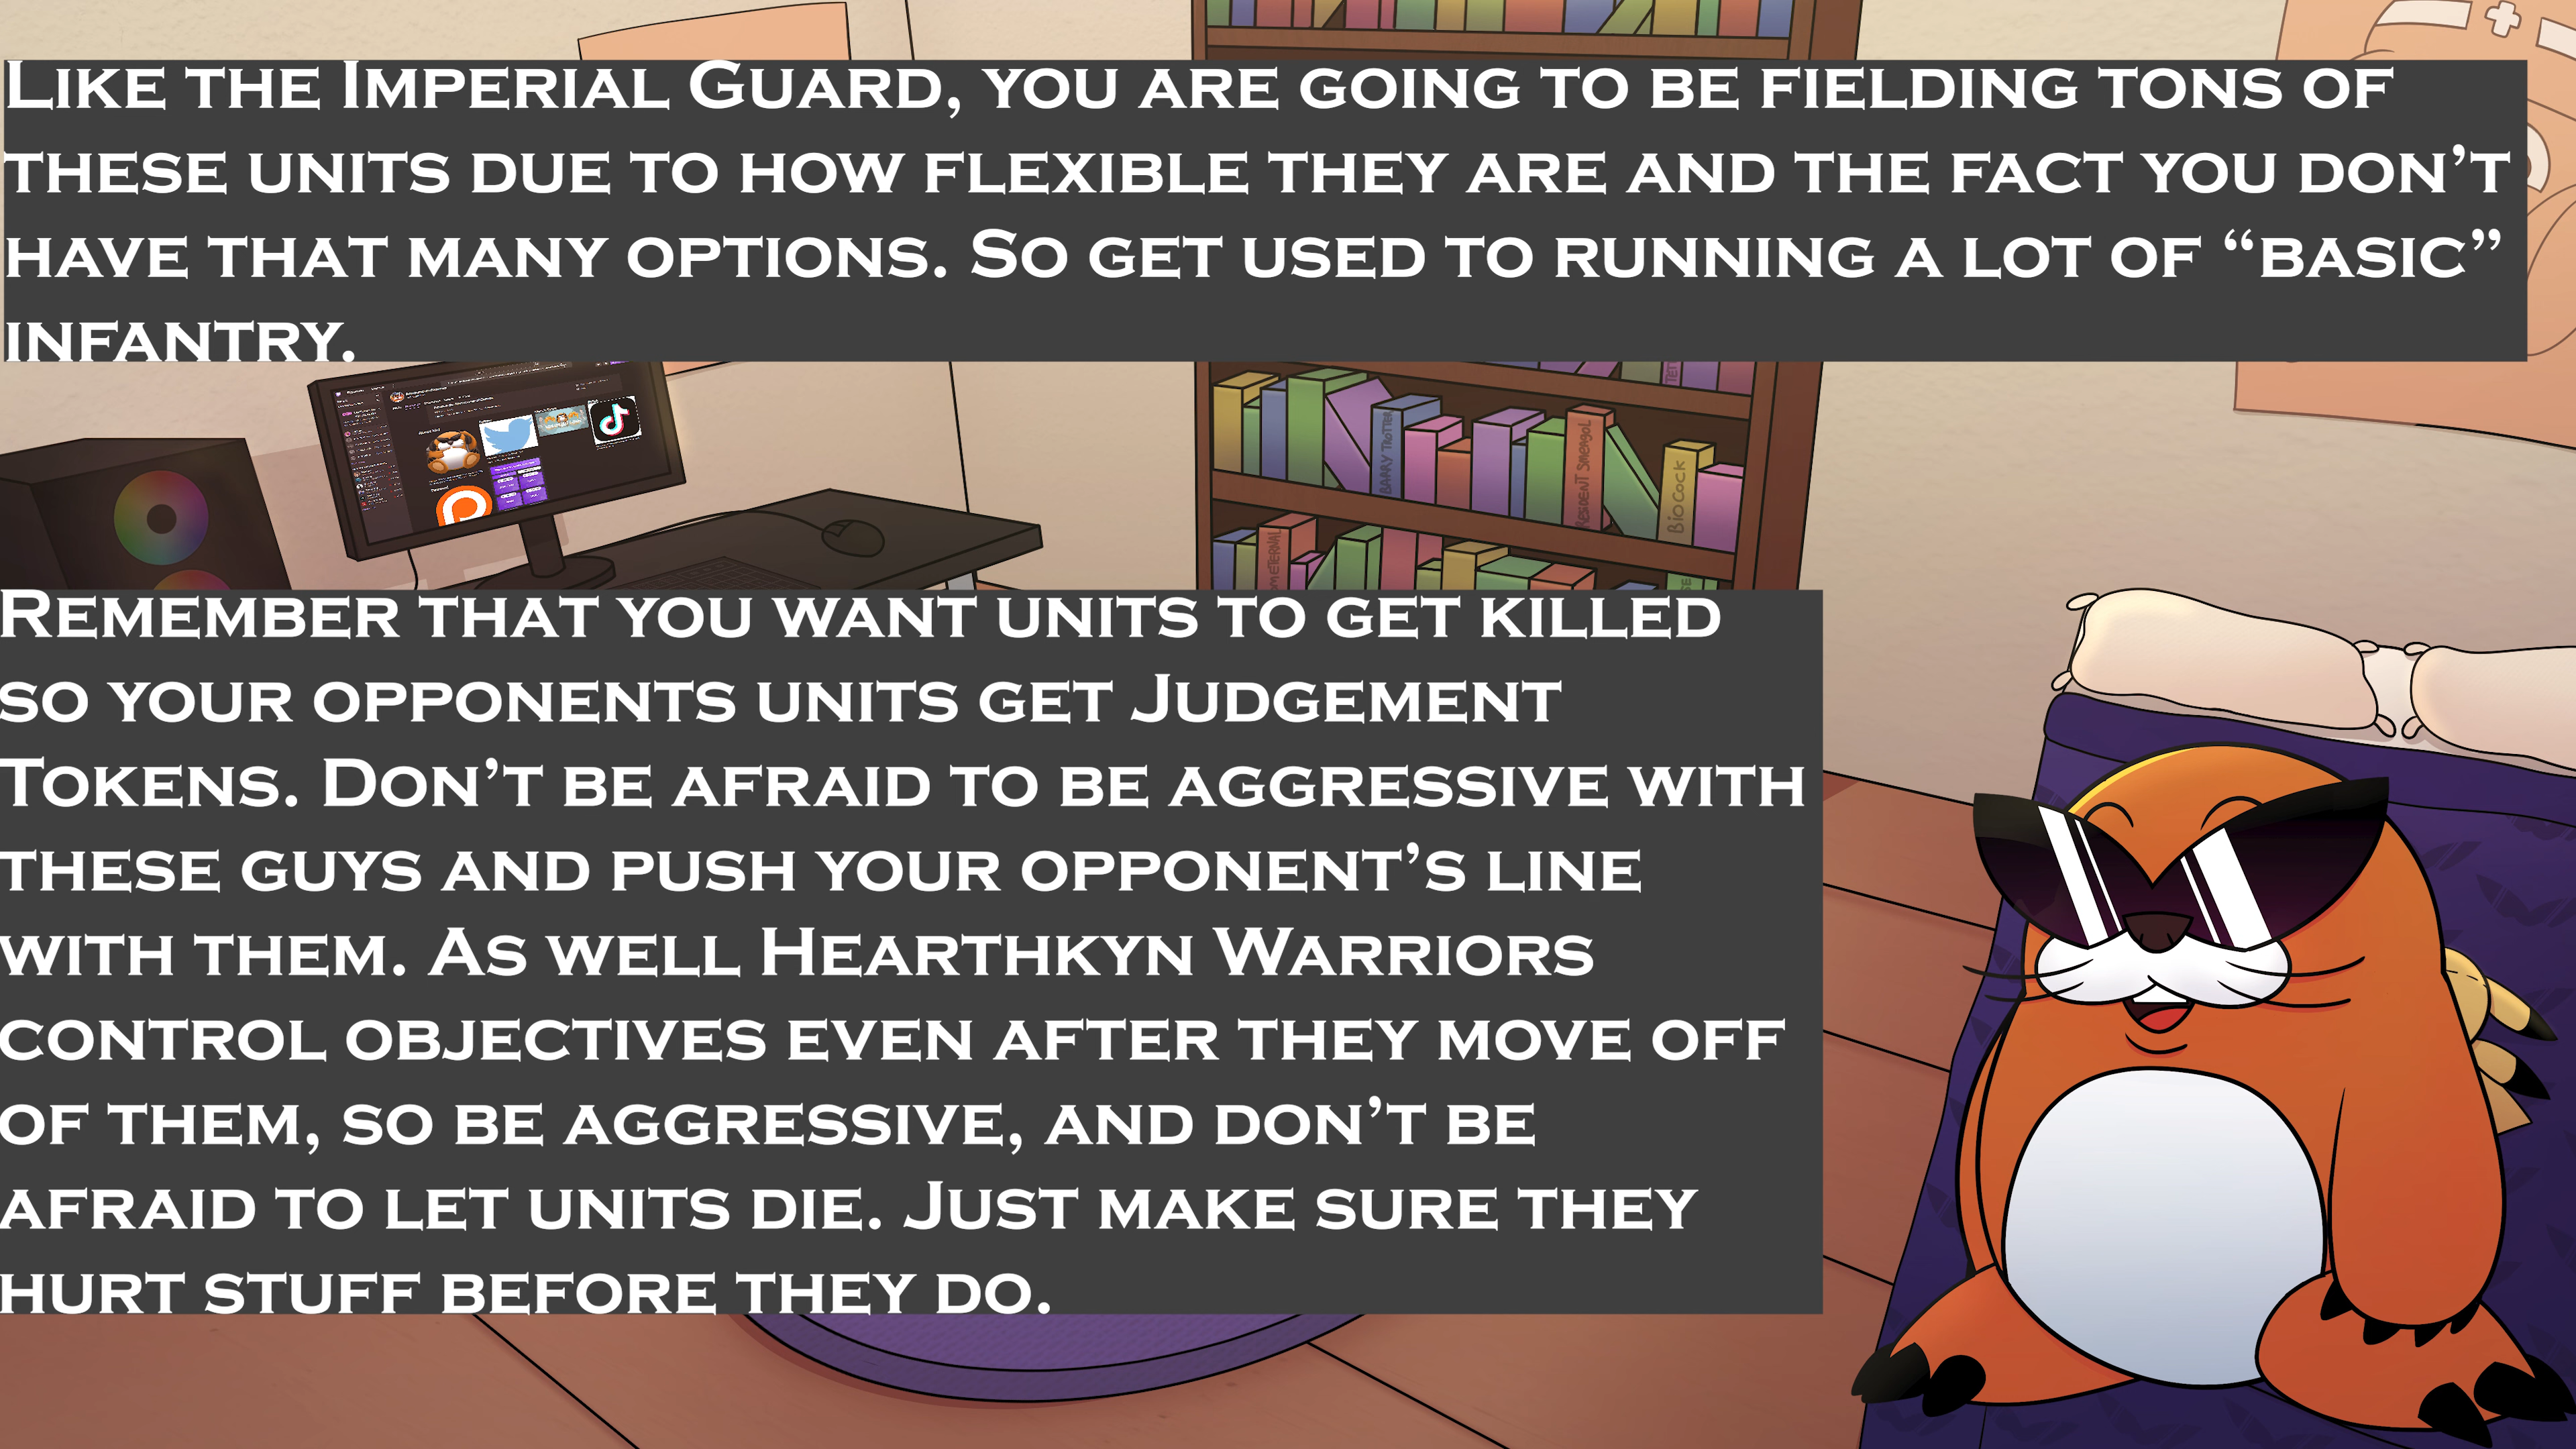 Like the Imperial Guard, you are going to be fielding tons of
these units due to how flexible they are and the fact you don’t
have that many options. So get used to running a lot of “basic”
infantry.
BARRY TROTTER
RESIDENT SMEAGOL
BIOCOCK
Remember that you want units to get killed
so your opponents units get Judgement
Tokens. Don’t be afraid to be aggressive with
these guys and push your opponent’s line
with them. As well Hearthkyn Warriors
control objectives even after they move off
of them, so be aggressive, and don’t be
afraid to let units die. Just make sure they
hurt stuff before they do.